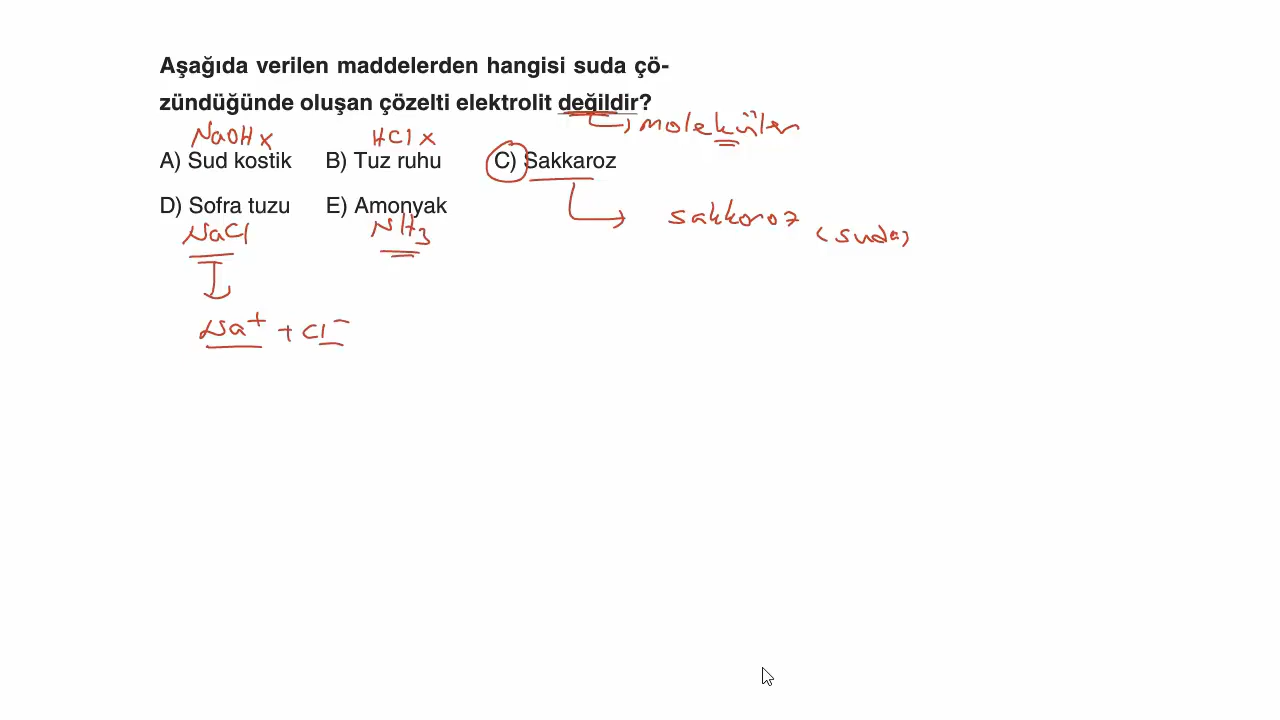 Aşağıda verilen maddelerden hangisi suda çö-
zündüğünde oluşan çözelti elektrolit değildir?
moleküler
NaOH x HCl x
A) Sud kostik B) Tuz ruhu C) Sakkaroz
D) Sofra tuzu E) Amonyak
sakkaroz (suda)
NaCl NH3
Na+ + Cl-